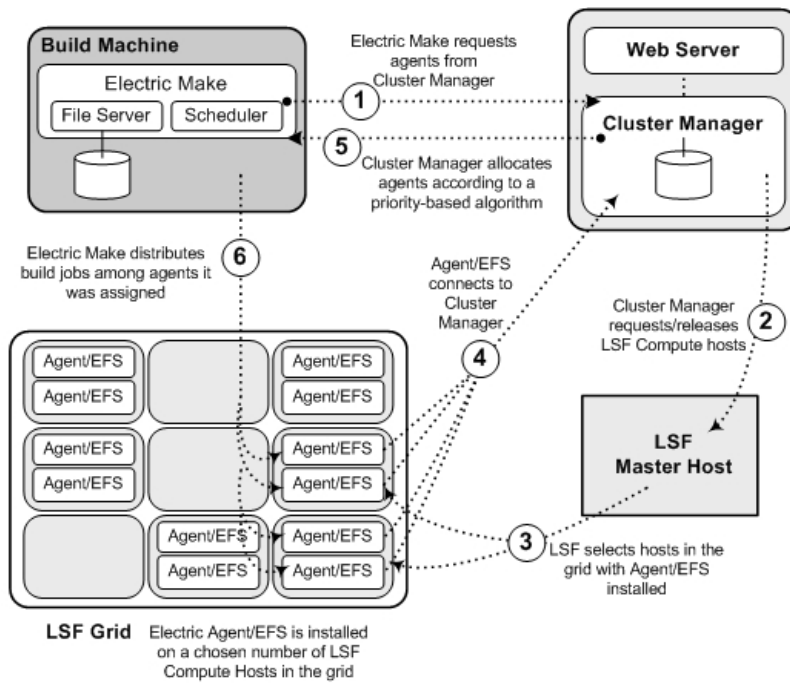 Build Machine
Electric Make
File Server
Scheduler
Electric Make requests
agents from
Cluster Manager
1
5
Cluster Manager allocates
agents according to a
priority-based algorithm
Web Server
Cluster Manager
6
Electric Make distributes
build jobs among agents it
was assigned
Agent/EFS
connects to
Cluster
Manager
4
Cluster Manager
requests/releases
LSF Compute hosts
2
Agent/EFS
Agent/EFS
Agent/EFS
Agent/EFS
Agent/EFS
Agent/EFS
Agent/EFS
Agent/EFS
Agent/EFS
Agent/EFS
Agent/EFS
Agent/EFS
LSF
Master Host
3
LSF selects hosts in the
grid with Agent/EFS
installed
LSF Grid
Electric Agent/EFS is installed
on a chosen number of LSF
Compute Hosts in the grid